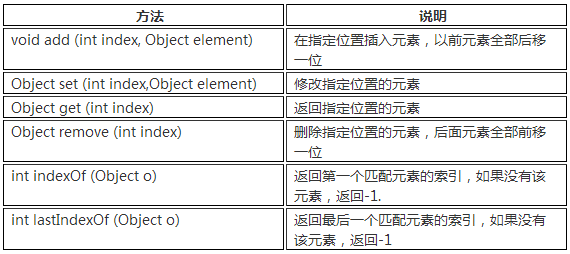 方法 说明
void add (int index, Object element) 在指定位置插入元素，以前元素全部后移
一位
Object set (int index,Object element) 修改指定位置的元素
Object get (int index) 返回指定位置的元素
Object remove (int index) 删除指定位置的元素，后面元素全部前移
一位
int indexOf (Object o) 返回第一个匹配元素的索引，如果没有该
元素，返回-1.
int lastIndexOf (Object o) 返回最后一个匹配元素的索引，如果没有
该元素，返回-1